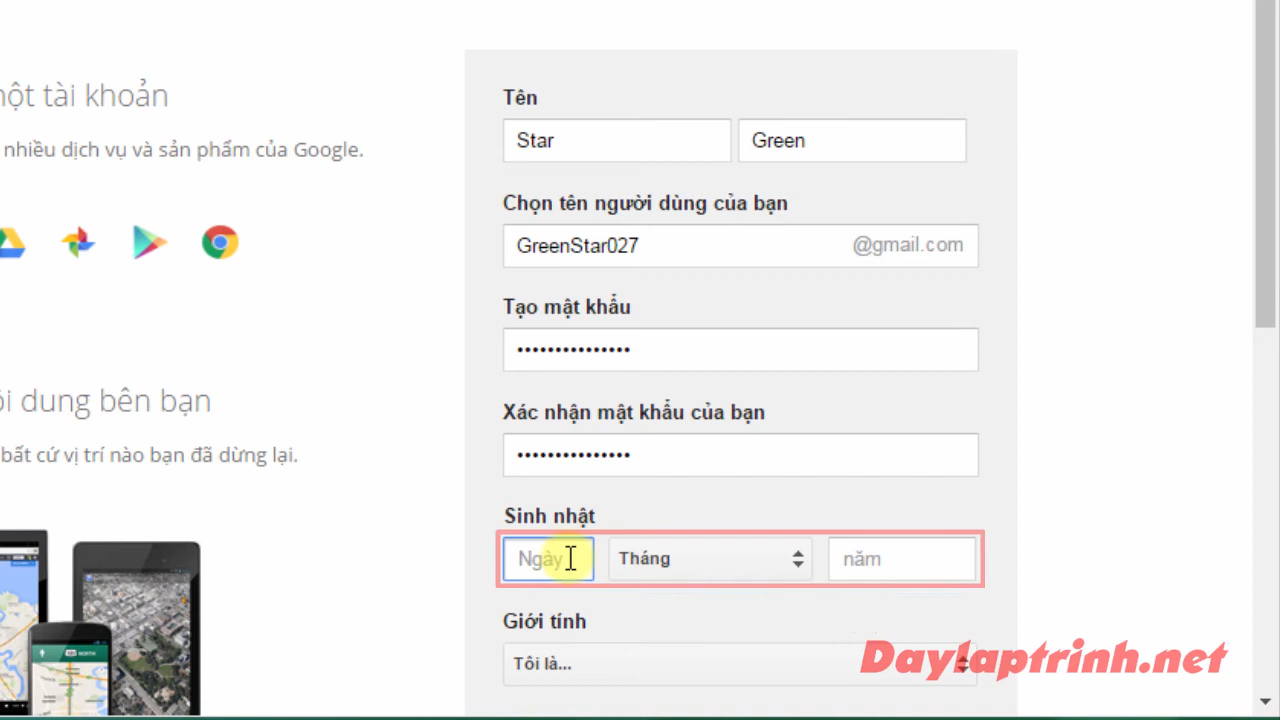 một tài khoản
nhiều dịch vụ và sản phẩm của Google.
dung bên bạn
bất cứ vị trí nào bạn đã dừng lại.
Tên
Star Green
Chọn tên người dùng của bạn
GreenStar027 @gmail.com
Tạo mật khẩu
•••••••••••••••
Xác nhận mật khẩu của bạn
•••••••••••••••
Sinh nhật
Ngày Tháng năm
Giới tính
Tôi là...
Daylaptrinh.net